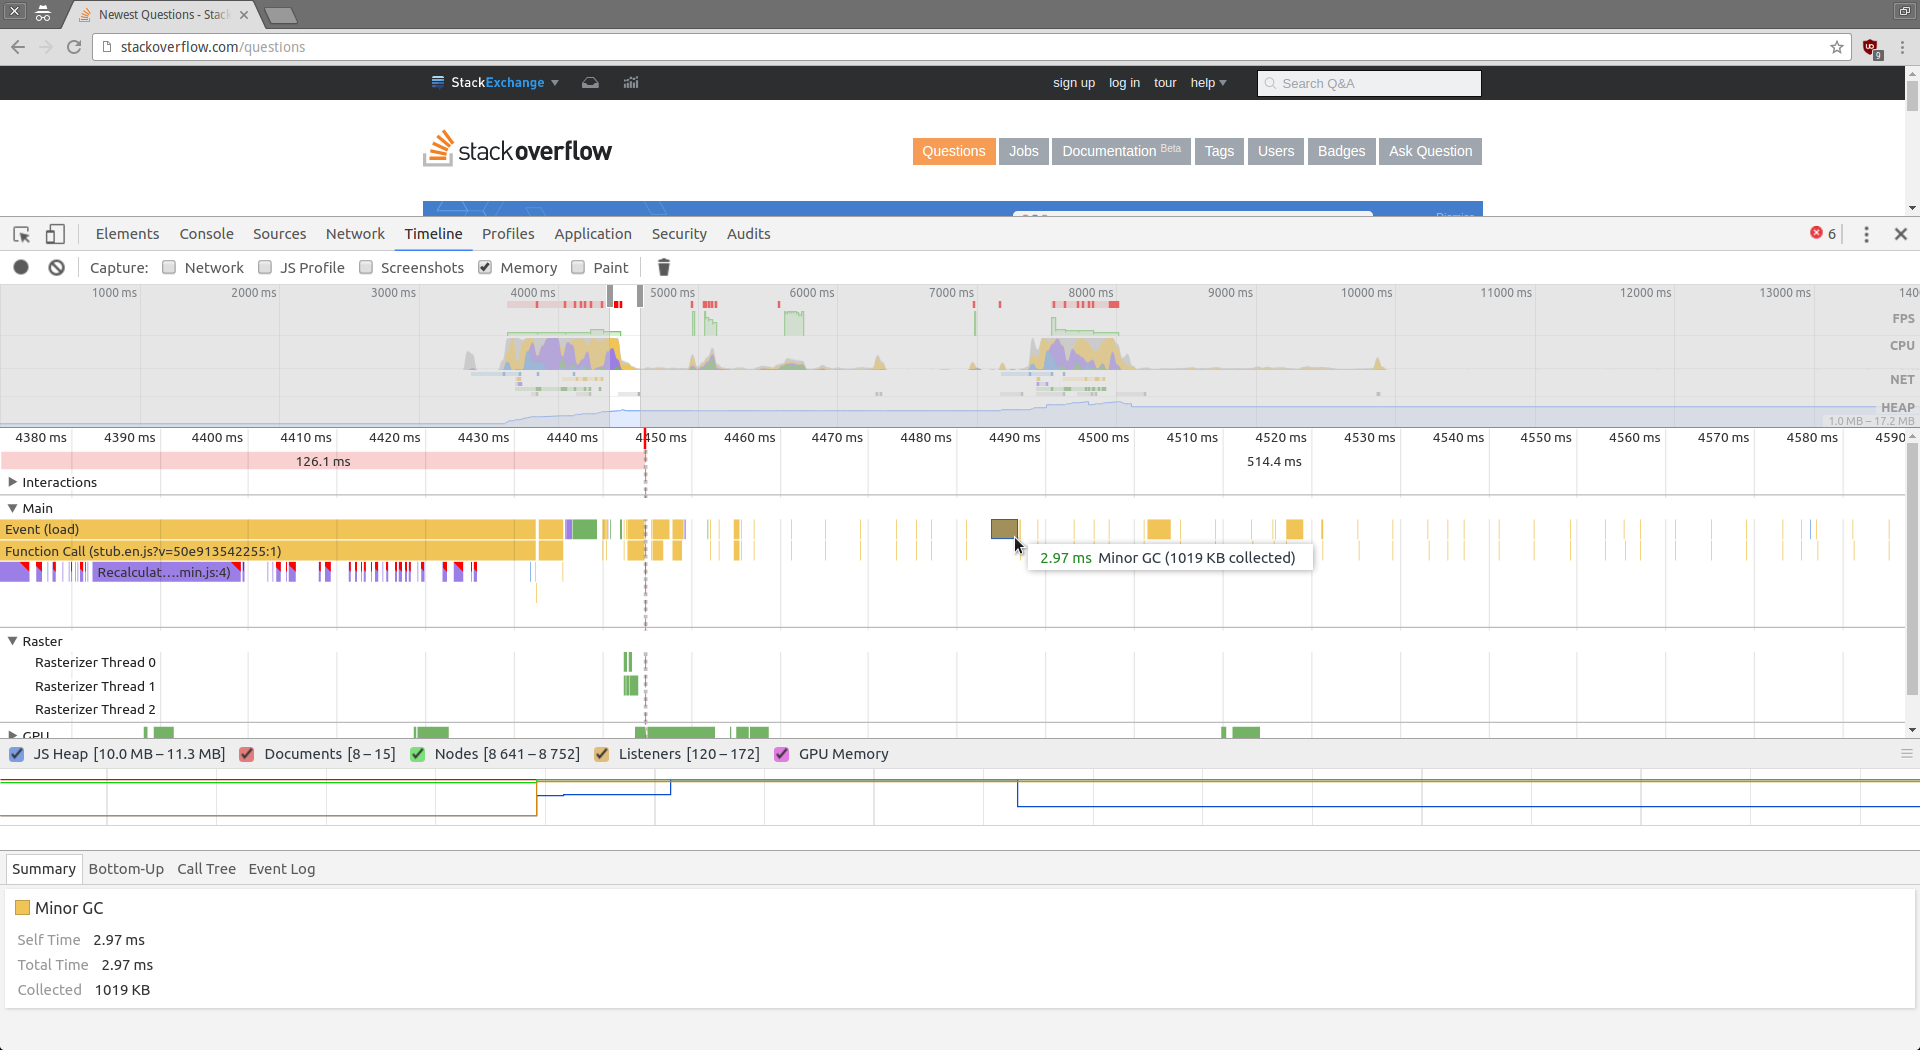 Newest Questions - Stac
stackoverflow.com/questions
9
StackExchange
sign up log in tour help
Search Q&A
stackoverflow
Questions Jobs Documentation Beta Tags Users Badges Ask Question
Elements Console Sources Network Timeline Profiles Application Security Audits 6
Capture: Network JS Profile Screenshots Memory Paint
1000 ms 2000 ms 3000 ms 4000 ms 5000 ms 6000 ms 7000 ms 8000 ms 9000 ms 10000 ms 11000 ms 12000 ms 13000 ms 140
FPS
CPU
NET
HEAP
1.0 MB – 17.2 MB
4380 ms 4390 ms 4400 ms 4410 ms 4420 ms 4430 ms 4440 ms 4450 ms 4460 ms 4470 ms 4480 ms 4490 ms 4500 ms 4510 ms 4520 ms 4530 ms 4540 ms 4550 ms 4560 ms 4570 ms 4580 ms 4590
126.1 ms 514.4 ms
Interactions
Main
Event (load)
Function Call (stub.en.js?v=50e913542255:1)
2.97 ms Minor GC (1019 KB collected)
Recalculat....min.js:4)
Raster
Rasterizer Thread 0
Rasterizer Thread 1
Rasterizer Thread 2
GPU
JS Heap [10.0 MB – 11.3 MB] Documents [8 – 15] Nodes [8 641 – 8 752] Listeners [120 – 172] GPU Memory
Summary Bottom-Up Call Tree Event Log
Minor GC
Self Time 2.97 ms
Total Time 2.97 ms
Collected 1019 KB